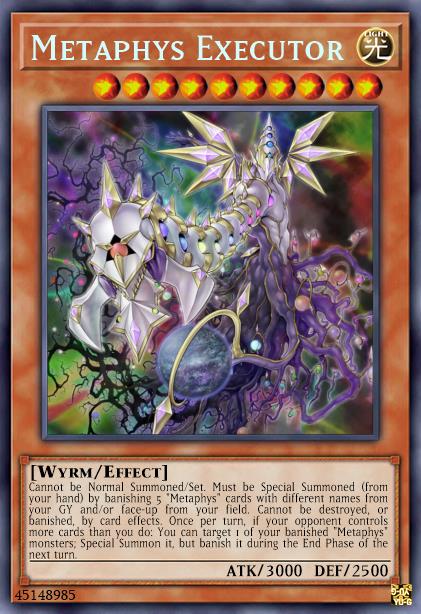 Metaphys Executor
LIGHT
光
[Wyrm/Effect]
Cannot be Normal Summoned/Set. Must be Special Summoned (from
your hand) by banishing 5 "Metaphys" cards with different names from
your GY and/or face-up from your field. Cannot be destroyed, or
banished, by card effects. Once per turn, if your opponent controls
more cards than you do: You can target 1 of your banished "Metaphys"
monsters; Special Summon it, but banish it during the End Phase of the
next turn.
ATK/3000 DEF/2500
45148985